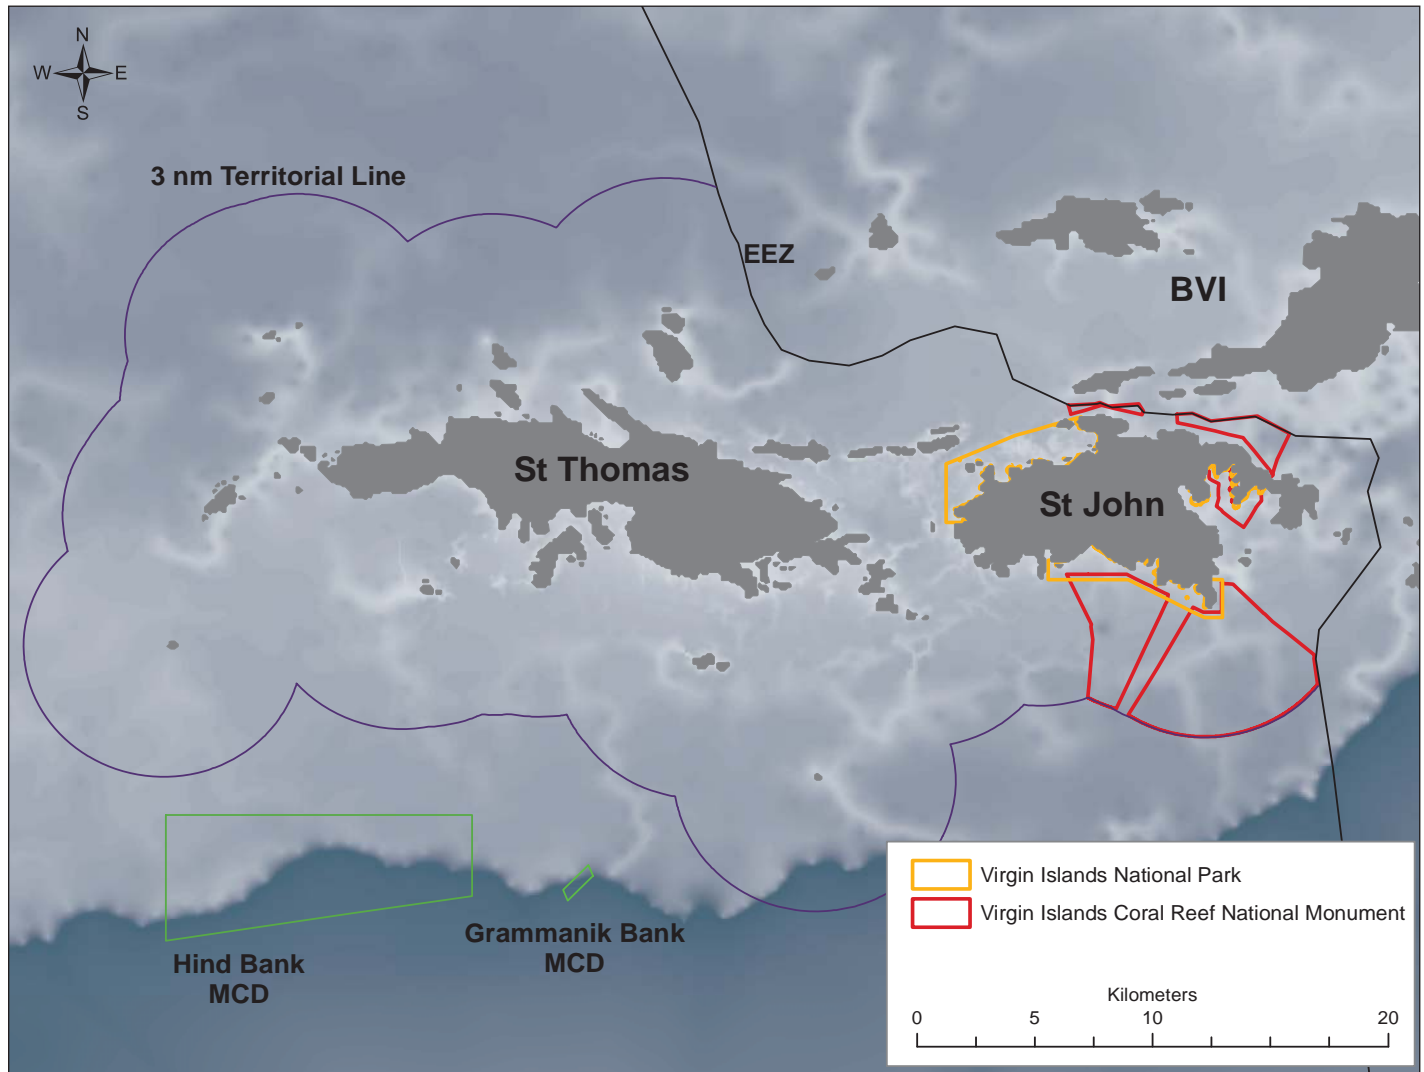 N
W E
S
3 nm Territorial Line
EEZ
BVI
St Thomas
St John
Hind Bank
MCD
Grammanik Bank
MCD
Virgin Islands National Park
Virgin Islands Coral Reef National Monument
Kilometers
0 5 10 20